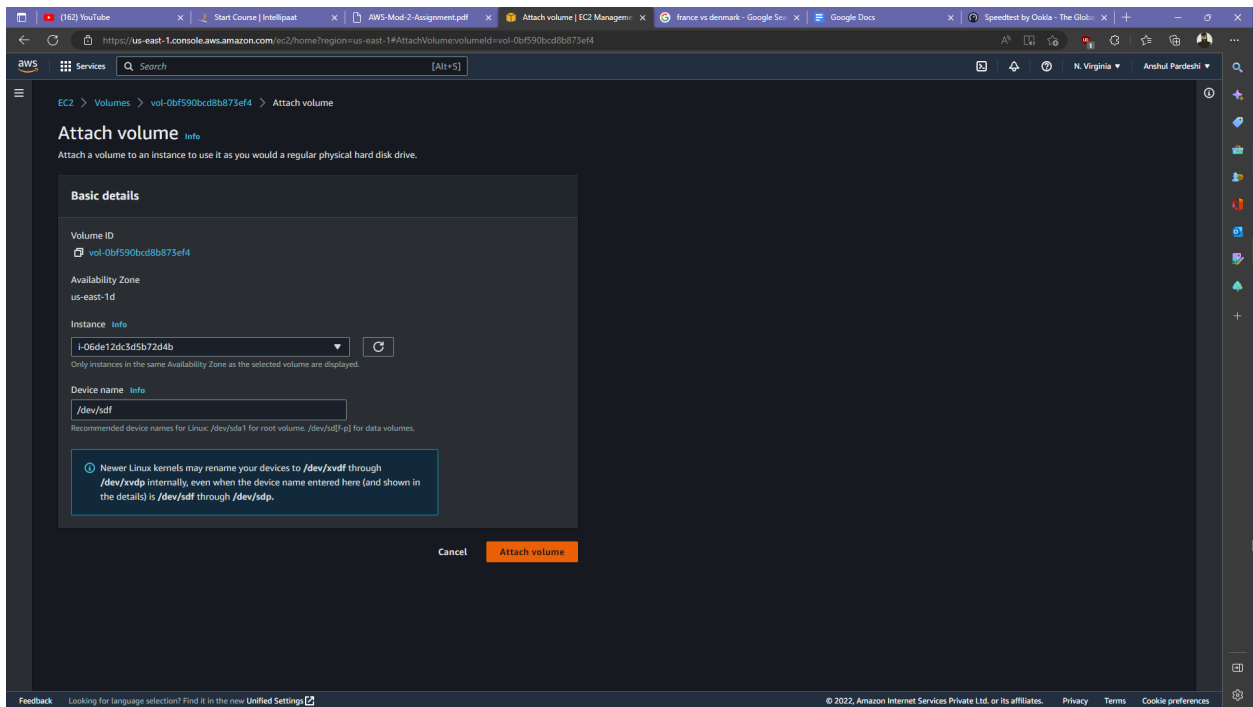 (162) YouTube
Start Course | Intellipaat
AWS-Mod-2-Assignment.pdf
Attach volume | EC2 Manageme
france vs denmark - Google Sea
Google Docs
Speedtest by Ookla - The Globa
https://us-east-1.console.aws.amazon.com/ec2/home?region=us-east-1#AttachVolume:volumeId=vol-0bf590bcd8b873ef4
aws
Services
Search
[Alt+S]
N. Virginia
Anshul Pardeshi
EC2 > Volumes > vol-0bf590bcd8b873ef4 > Attach volume
Attach volume Info
Attach a volume to an instance to use it as you would a regular physical hard disk drive.
Basic details
Volume ID
vol-0bf590bcd8b873ef4
Availability Zone
us-east-1d
Instance Info
i-06de12dc3d5b72d4b
Only instances in the same Availability Zone as the selected volume are displayed.
Device name Info
/dev/sdf
Recommended device names for Linux: /dev/sda1 for root volume. /dev/sd[f-p] for data volumes.
Newer Linux kernels may rename your devices to /dev/xvdf through
/dev/xvdp internally, even when the device name entered here (and shown in
the details) is /dev/sdf through /dev/sdp.
Cancel
Attach volume
Feedback
Looking for language selection? Find it in the new Unified Settings
© 2022, Amazon Internet Services Private Ltd. or its affiliates.
Privacy
Terms
Cookie preferences